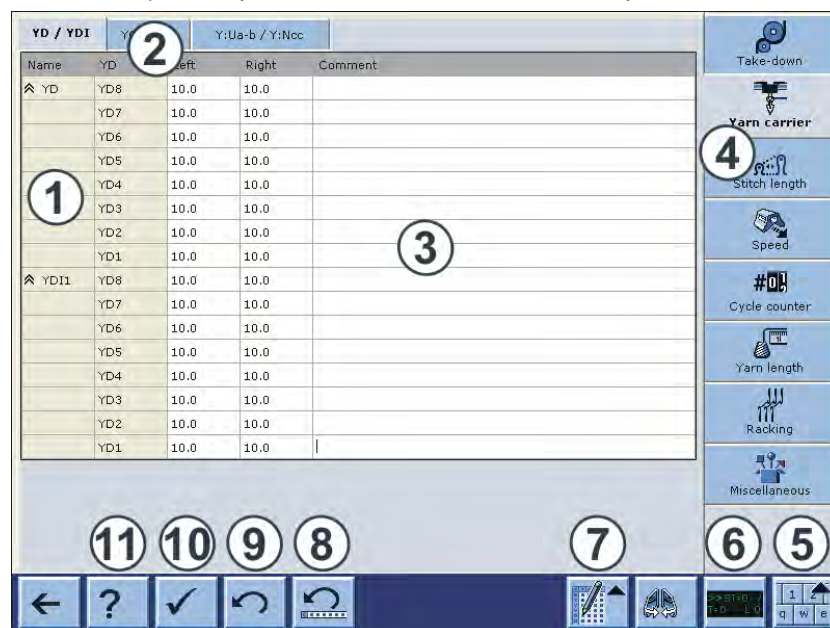 YD / YDI Y:Ua-b / Y:Ncc
Name YD Right Comment
YD YD8 10.0 10.0
YD7 10.0 10.0
YD6 10.0 10.0
YD5 10.0 10.0
YD4 10.0 10.0
YD3 10.0 10.0
YD2 10.0 10.0
YD1 10.0 10.0
YDI1 YD8 10.0 10.0
YD7 10.0 10.0
YD6 10.0 10.0
YD5 10.0 10.0
YD4 10.0 10.0
YD3 10.0 10.0
YD2 10.0 10.0
YD1 10.0 10.0
1
2
3
Take-down
Yarn carrier
4
Stitch length
Speed
Cycle counter
Yarn length
Racking
Miscellaneous
11 10 9 8 7 6 5
?
1 2
q w e